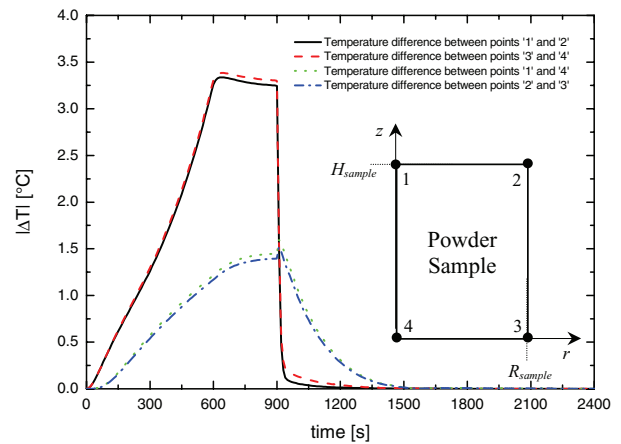 4.0
3.5
3.0
2.5
2.0
1.5
1.0
0.5
0.0
|ΔT| [°C]
Temperature difference between points '1' and '2'
Temperature difference between points '3' and '4'
Temperature difference between points '1' and '4'
Temperature difference between points '2' and '3'
z
H_sample
1
2
Powder
Sample
4
3
r
R_sample
0 300 600 900 1200 1500 1800 2100 2400
time [s]